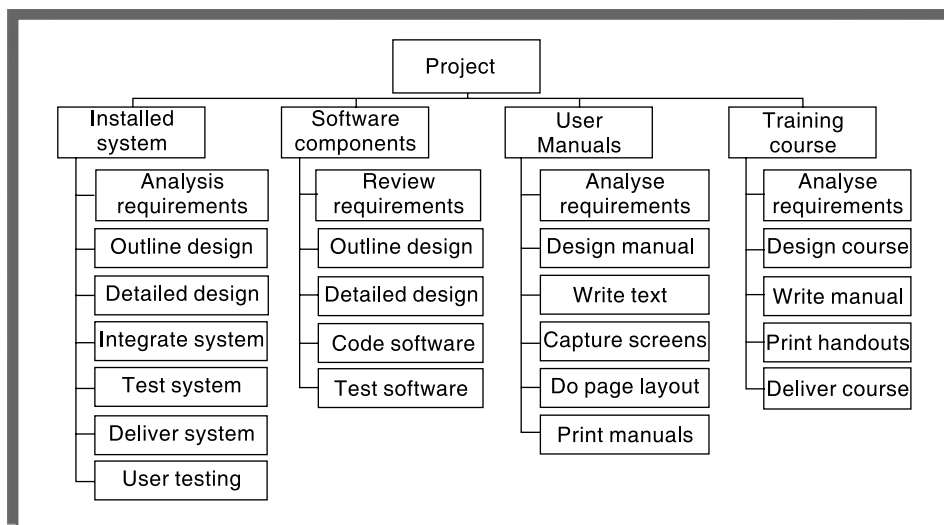 Project
Installed
system
Analysis
requirements
Outline design
Detailed design
Integrate system
Test system
Deliver system
User testing
Software
components
Review
requirements
Outline design
Detailed design
Code software
Test software
User
Manuals
Analyse
requirements
Design manual
Write text
Capture screens
Do page layout
Print manuals
Training
course
Analyse
requirements
Design course
Write manual
Print handouts
Deliver course